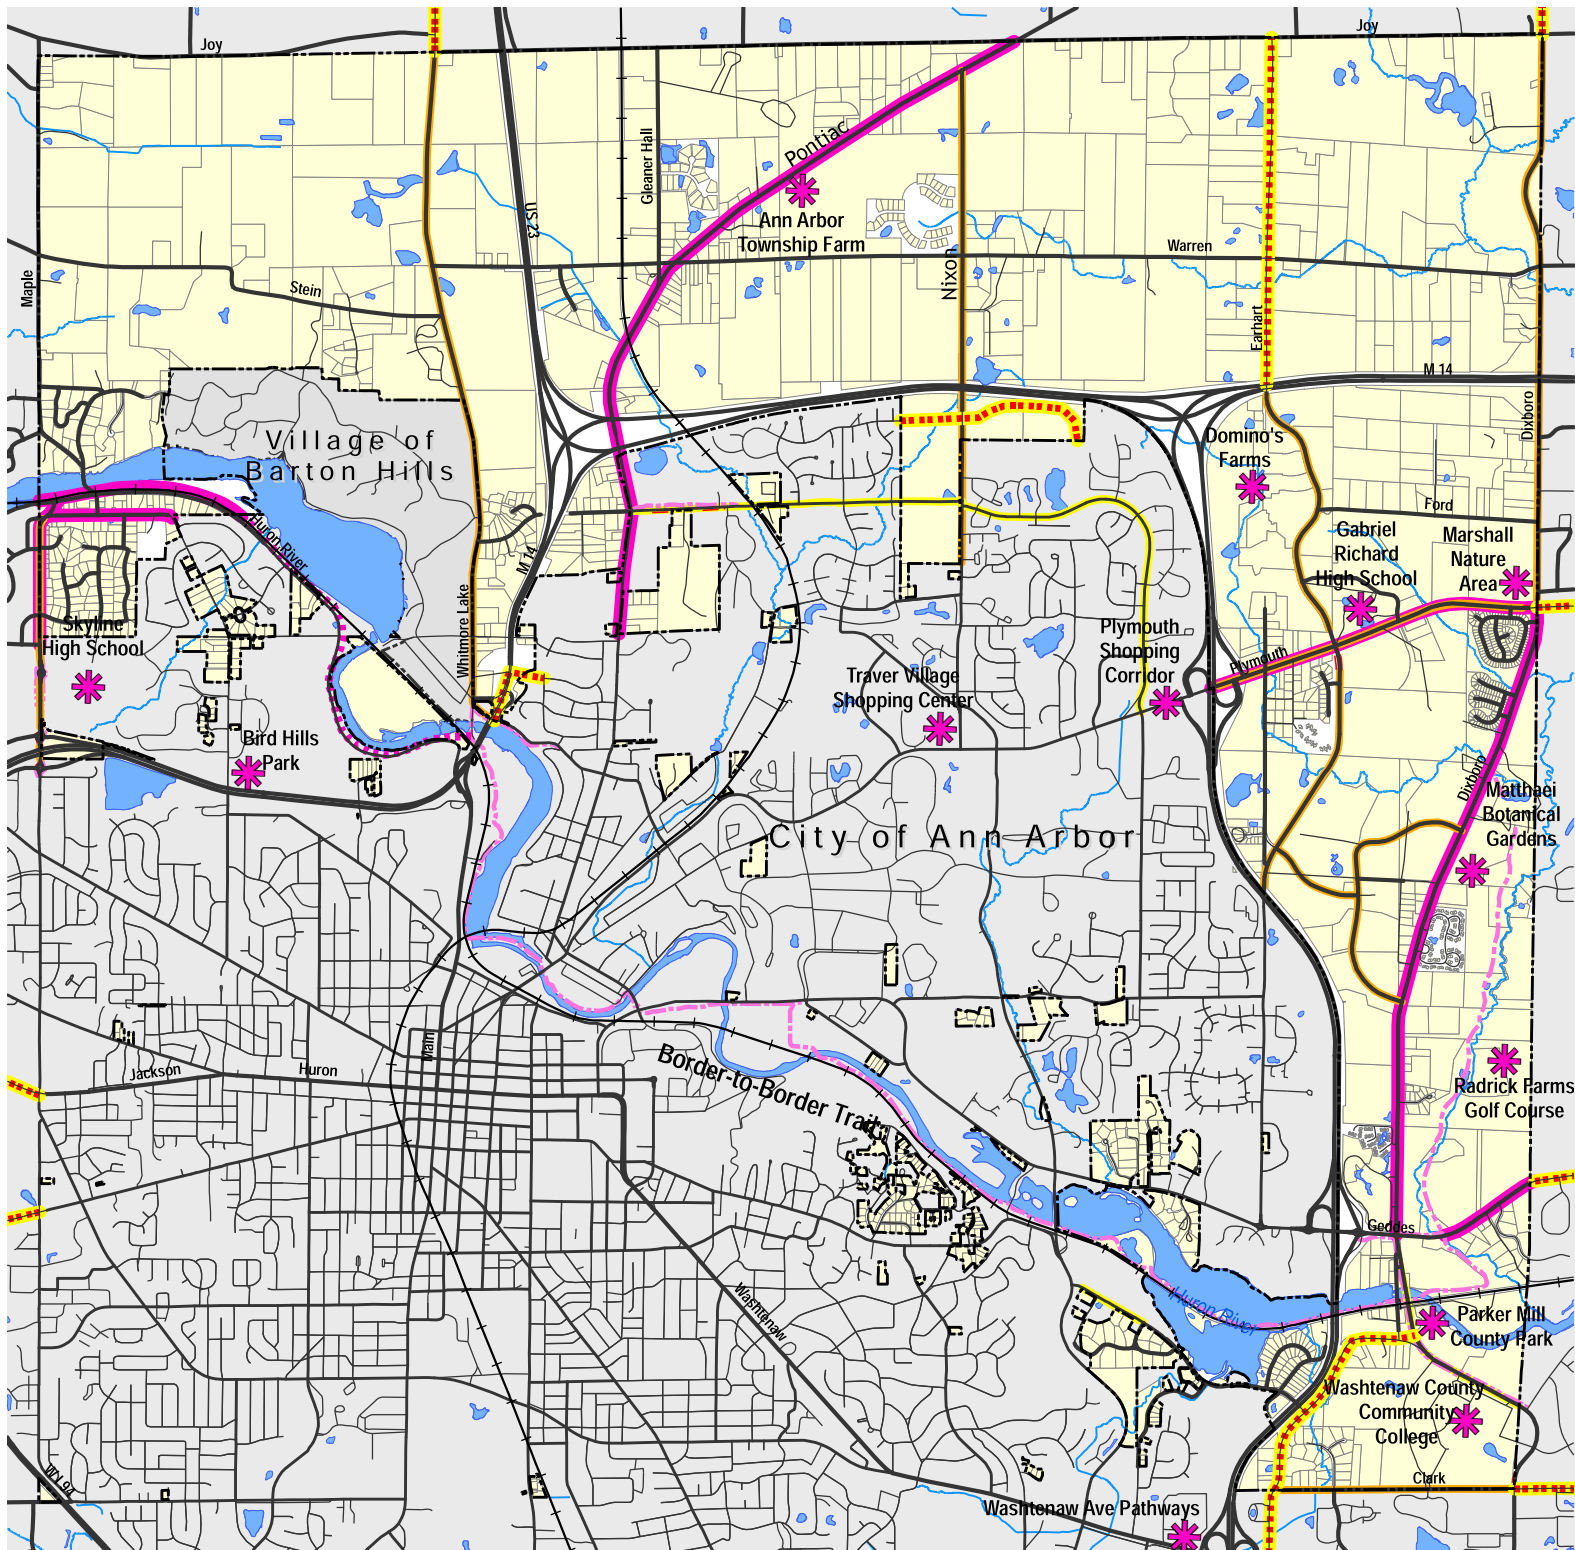 Joy
Joy
Gleaner Hall
Pontiac
US 23
Ann Arbor
Township Farm
Warren
Nixon
Maple
Stein
Earhart
M 14
Dixboro
Village of
Barton Hills
Domino's
Farms
Ford
Gabriel
Richard
High School
Marshall
Nature
Area
Huron River
M 14
Whitmore Lake
Skyline
High School
Plymouth
Shopping
Corridor
Plymouth
Traver Village
Shopping Center
Bird Hills
Park
Dixboro
Matthaei
Botanical
Gardens
City of Ann Arbor
Main
Jackson
Huron
Border-to-Border Trail
Radrick Farms
Golf Course
Geddes
Washtenaw
Huron River
Parker Mill
County Park
Washtenaw County
Community
College
Clark
W I 94
Washtenaw Ave Pathways